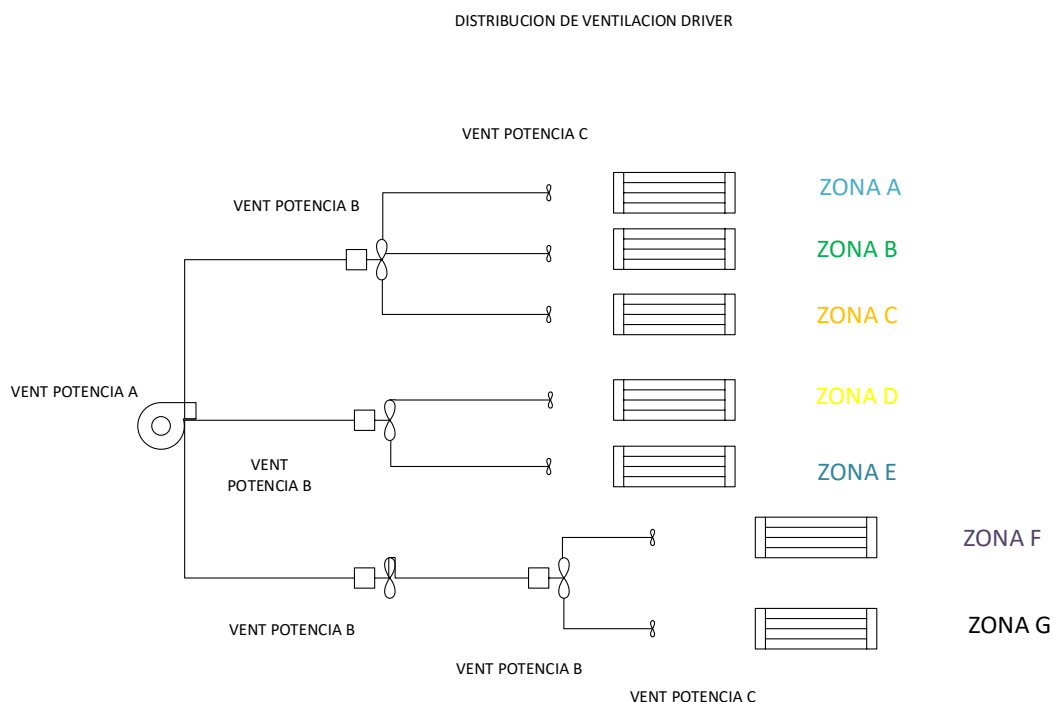 DISTRIBUCION DE VENTILACION DRIVER
VENT POTENCIA C
ZONA A
VENT POTENCIA B
ZONA B
ZONA C
VENT POTENCIA A
ZONA D
VENT
POTENCIA B
ZONA E
ZONA F
VENT POTENCIA B
ZONA G
VENT POTENCIA B
VENT POTENCIA C